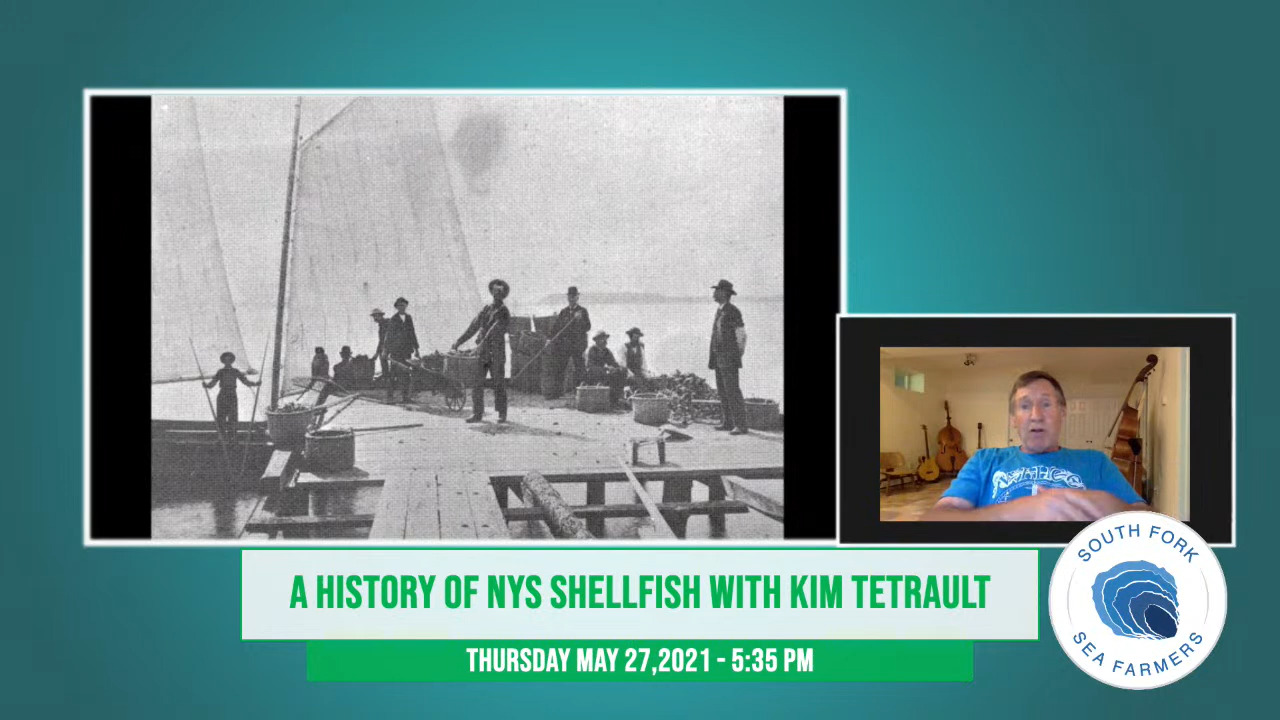 A HISTORY OF NYS SHELLFISH WITH KIM TETRAULT
THURSDAY MAY 27,2021 - 5:35 PM
SOUTH FORK
SEA FARMERS